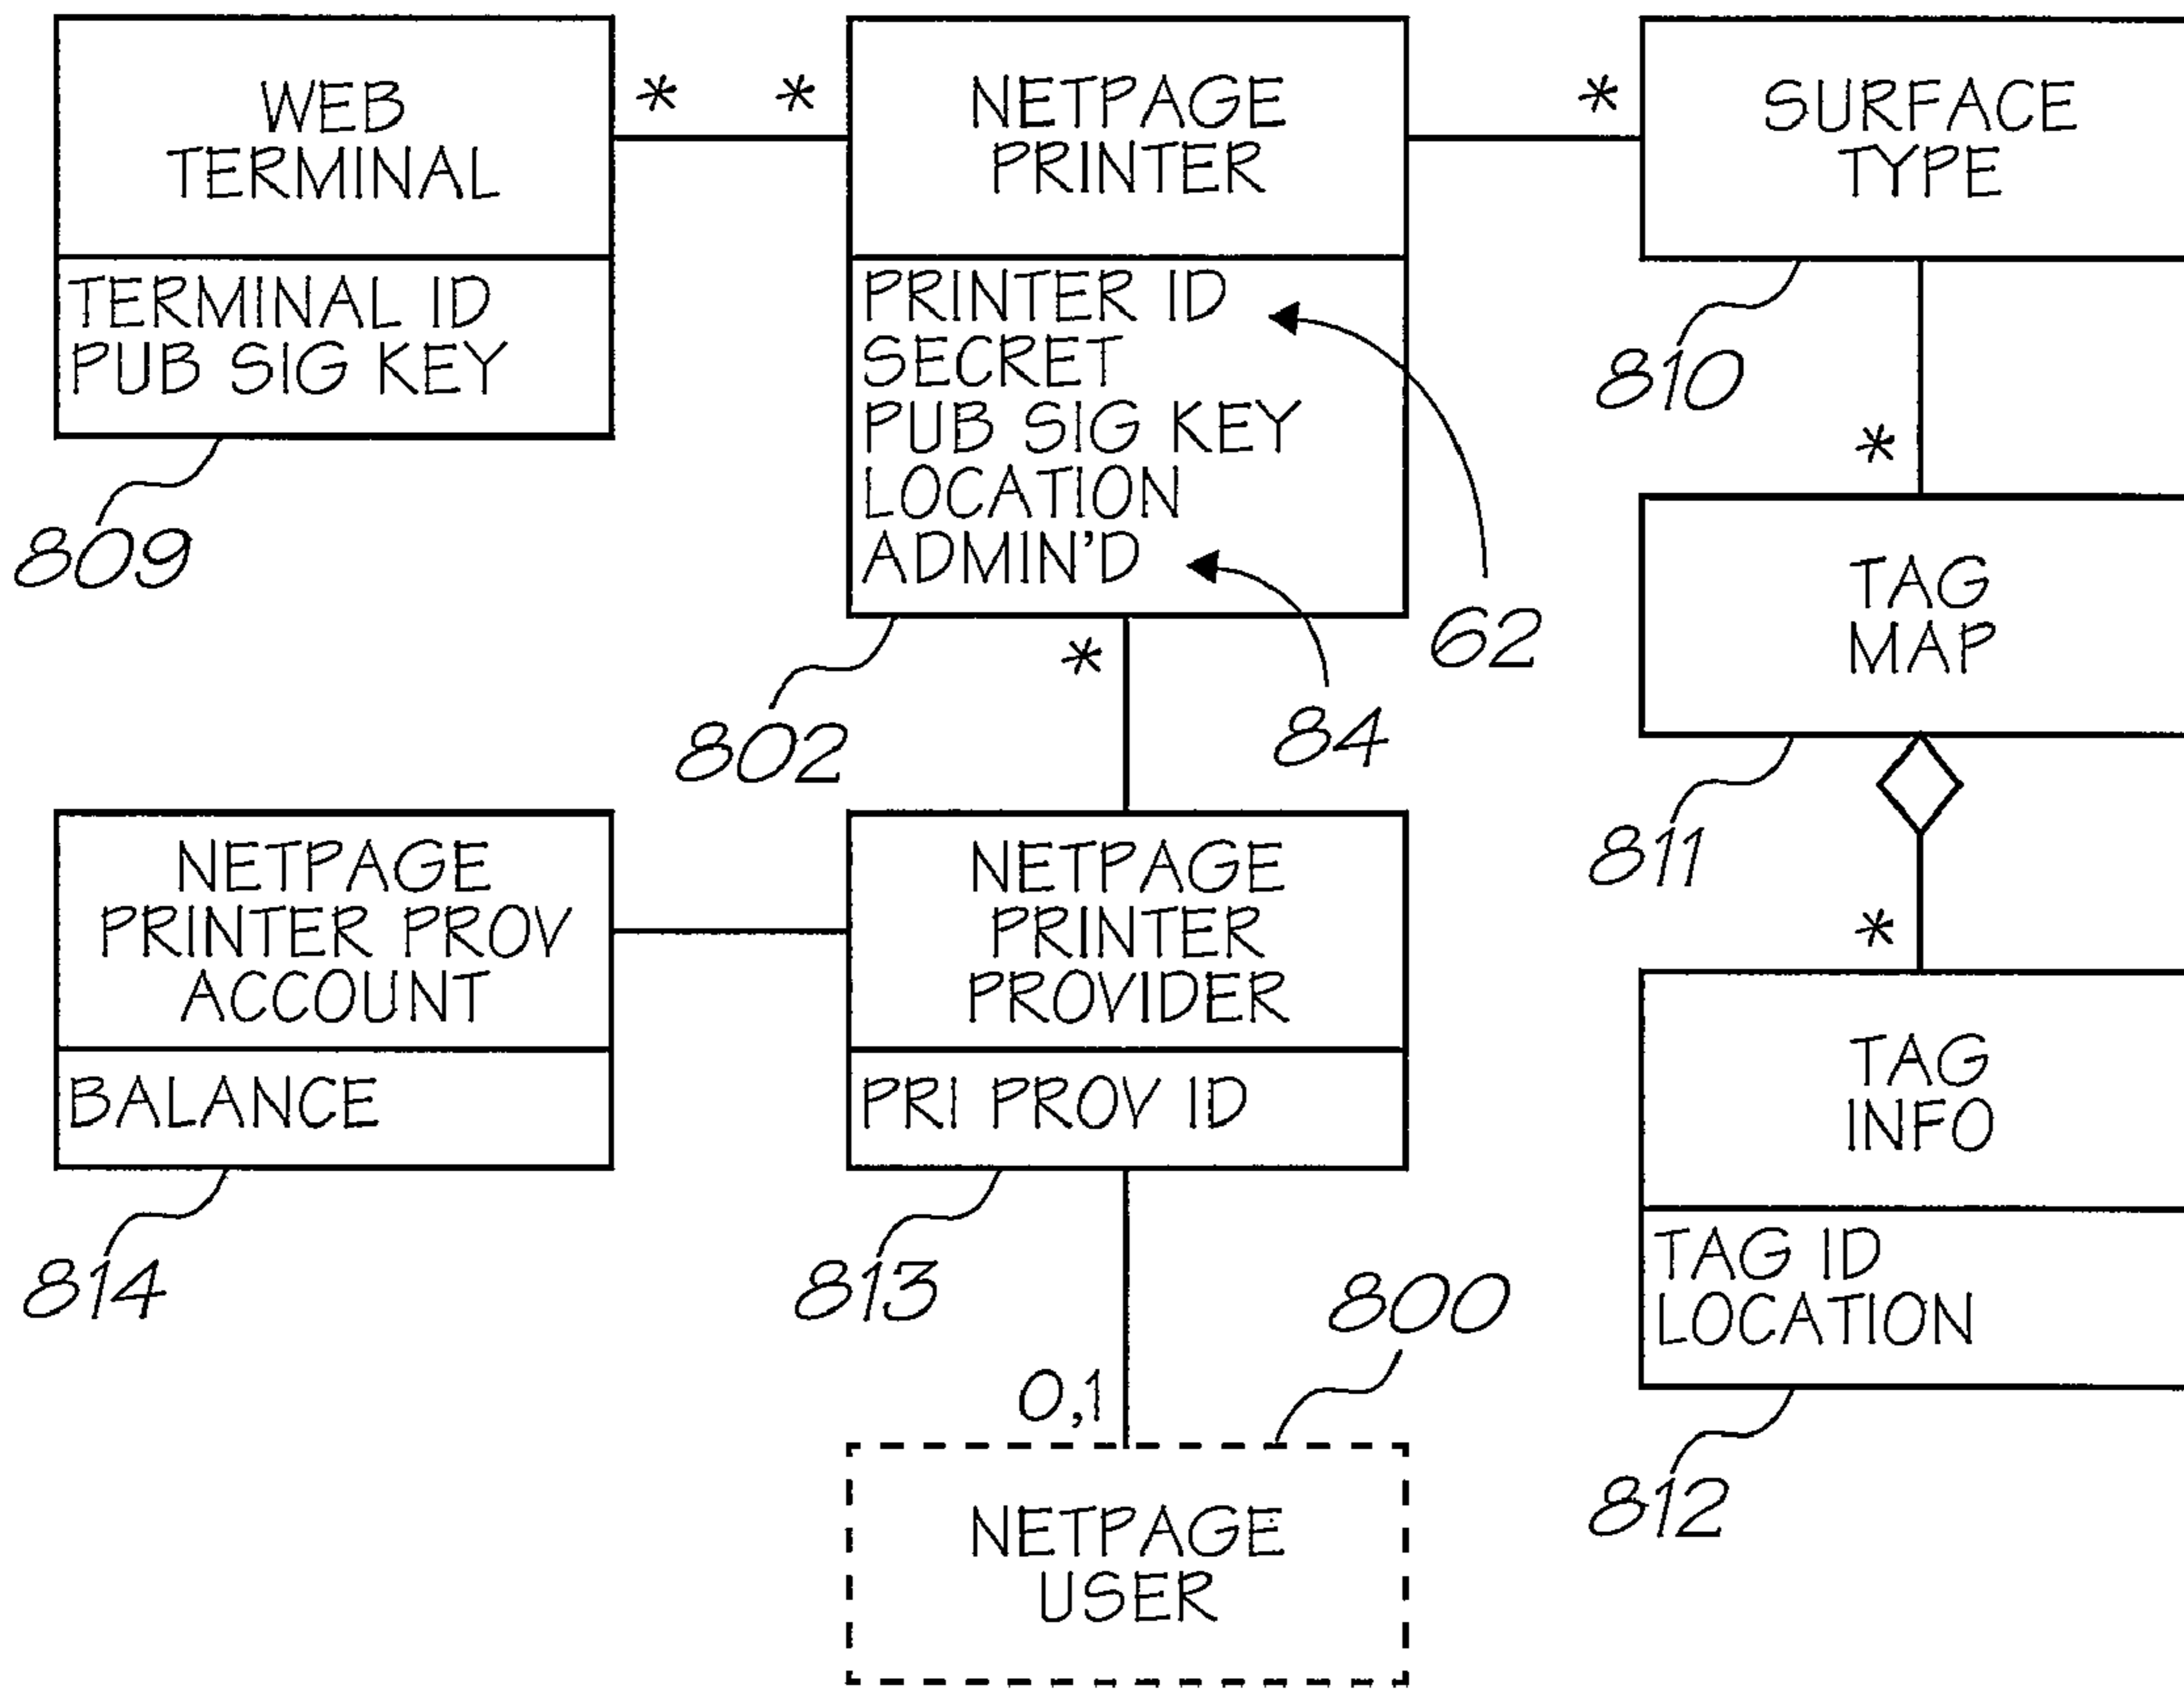 WEB
TERMINAL
TERMINAL ID
PUB SIG KEY
809
* *
NETPAGE
PRINTER
PRINTER ID
SECRET
PUB SIG KEY
LOCATION
ADMIN'D
62
84
802
*
*
SURFACE
TYPE
810
*
TAG
MAP
811
*
TAG
INFO
TAG ID
LOCATION
812
NETPAGE
PRINTER PROV
ACCOUNT
BALANCE
814
NETPAGE
PRINTER
PROVIDER
PRI PROV ID
813
800
0,1
NETPAGE
USER